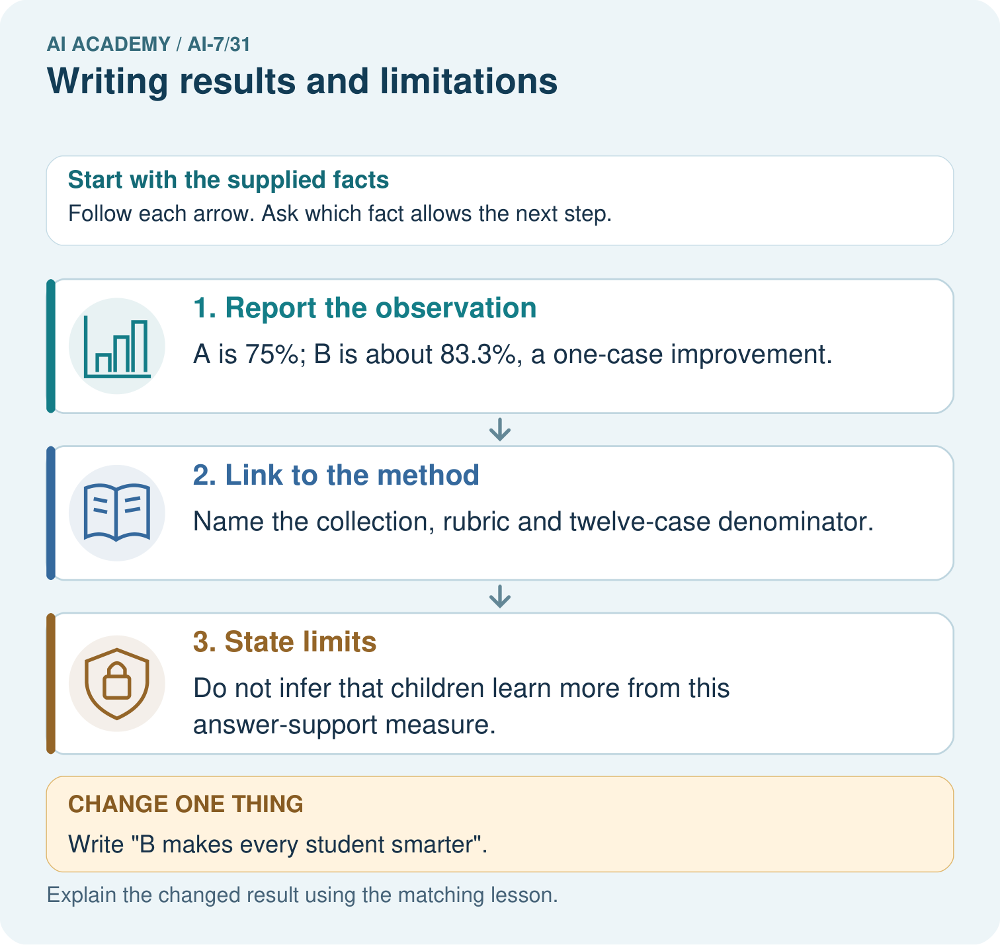 AI ACADEMY / AI-7/31
Writing results and limitations
Start with the supplied facts
Follow each arrow. Ask which fact allows the next step.
1. Report the observation
A is 75%; B is about 83.3%, a one-case improvement.
2. Link to the method
Name the collection, rubric and twelve-case denominator.
3. State limits
Do not infer that children learn more from this
answer-support measure.
CHANGE ONE THING
Write "B makes every student smarter".
Explain the changed result using the matching lesson.